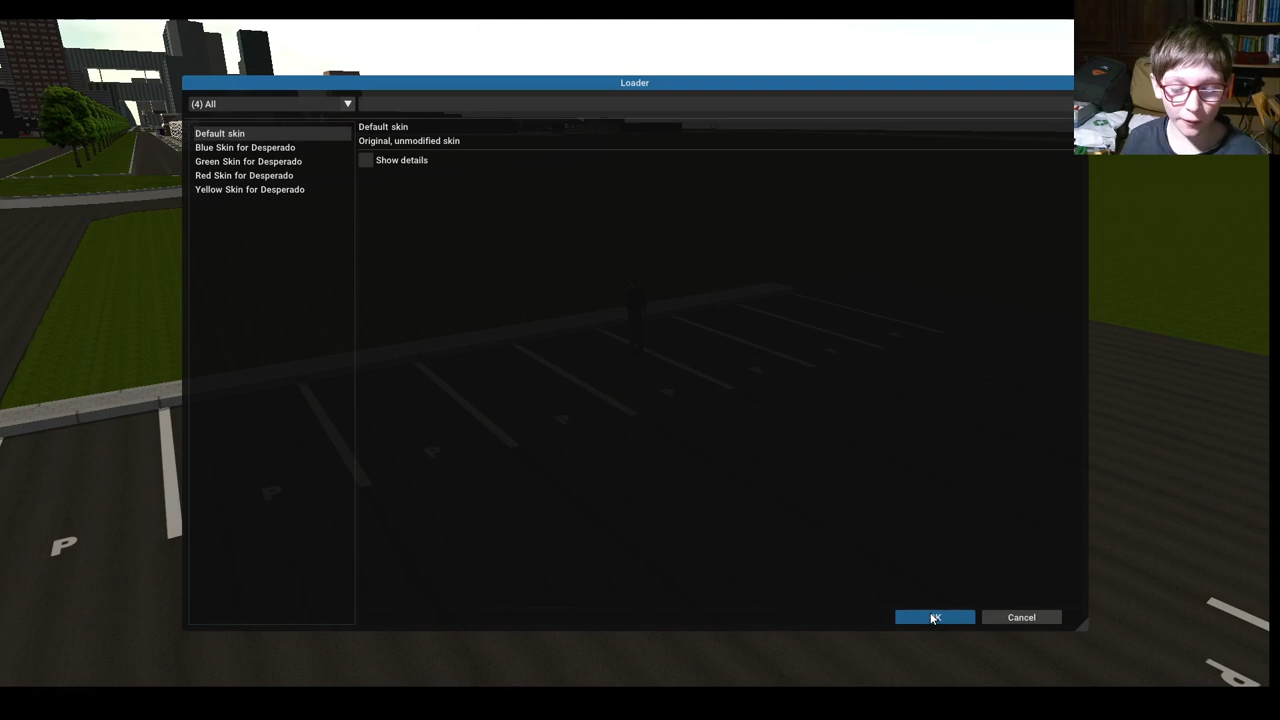 Loader
(4) All
Default skin
Blue Skin for Desperado
Green Skin for Desperado
Red Skin for Desperado
Yellow Skin for Desperado
Default skin
Original, unmodified skin
Show details
P
P
P
P
P
P
OK
Cancel